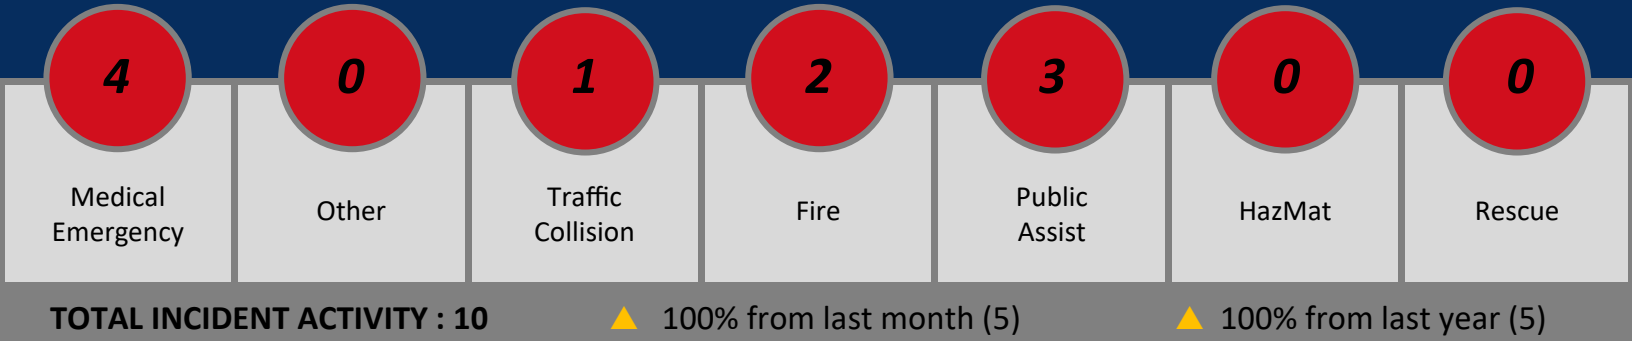 4
0
1
2
3
0
0
Medical
Emergency
Other
Traffic
Collision
Fire
Public
Assist
HazMat
Rescue
TOTAL INCIDENT ACTIVITY : 10
▲ 100% from last month (5)
▲ 100% from last year (5)